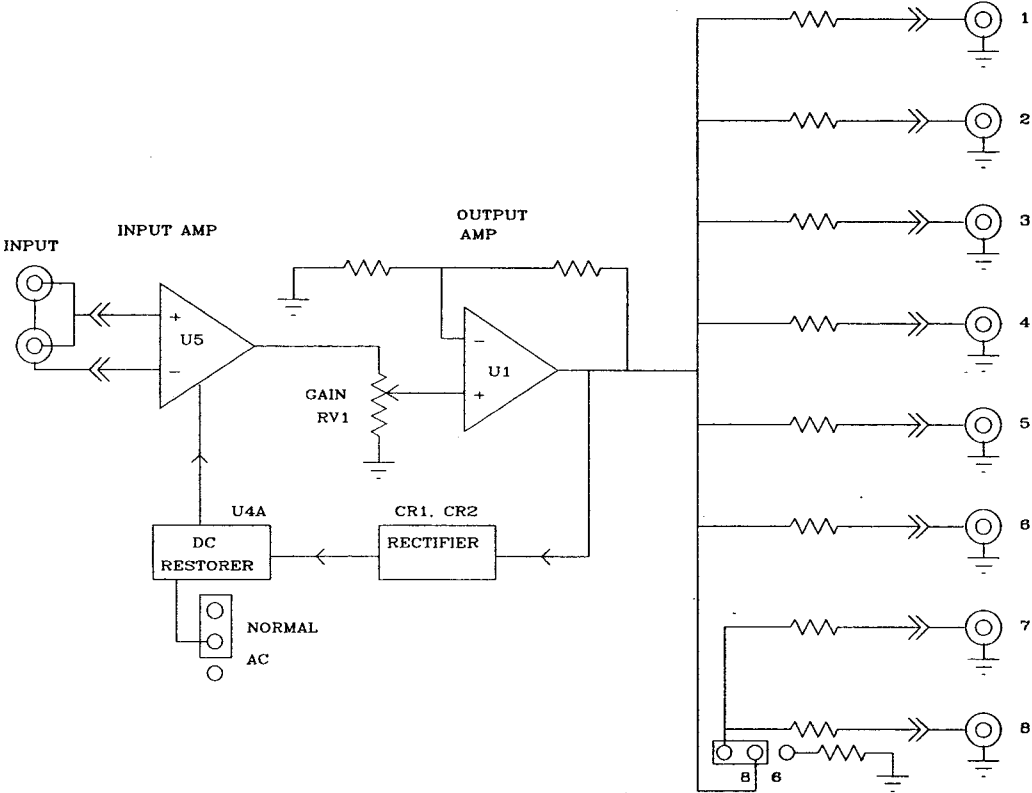 1
2
3
OUTPUT
AMP
INPUT AMP
INPUT
4
+
U5
−
−
U1
+
GAIN
RV1
5
U4A
CR1, CR2
6
DC
RESTORER
RECTIFIER
NORMAL
AC
7
8
8 6